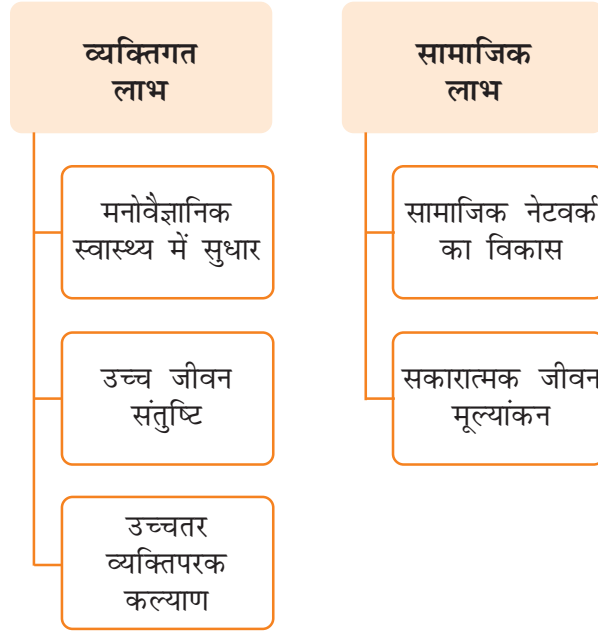 व्यक्तिगत
लाभ
मनोवैज्ञानिक
स्वास्थ्य में सुधार
उच्च जीवन
संतुष्टि
उच्चतर
व्यक्तिपरक
कल्याण
सामाजिक
लाभ
सामाजिक नेटवर्क
का विकास
सकारात्मक जीवन
मूल्यांकन